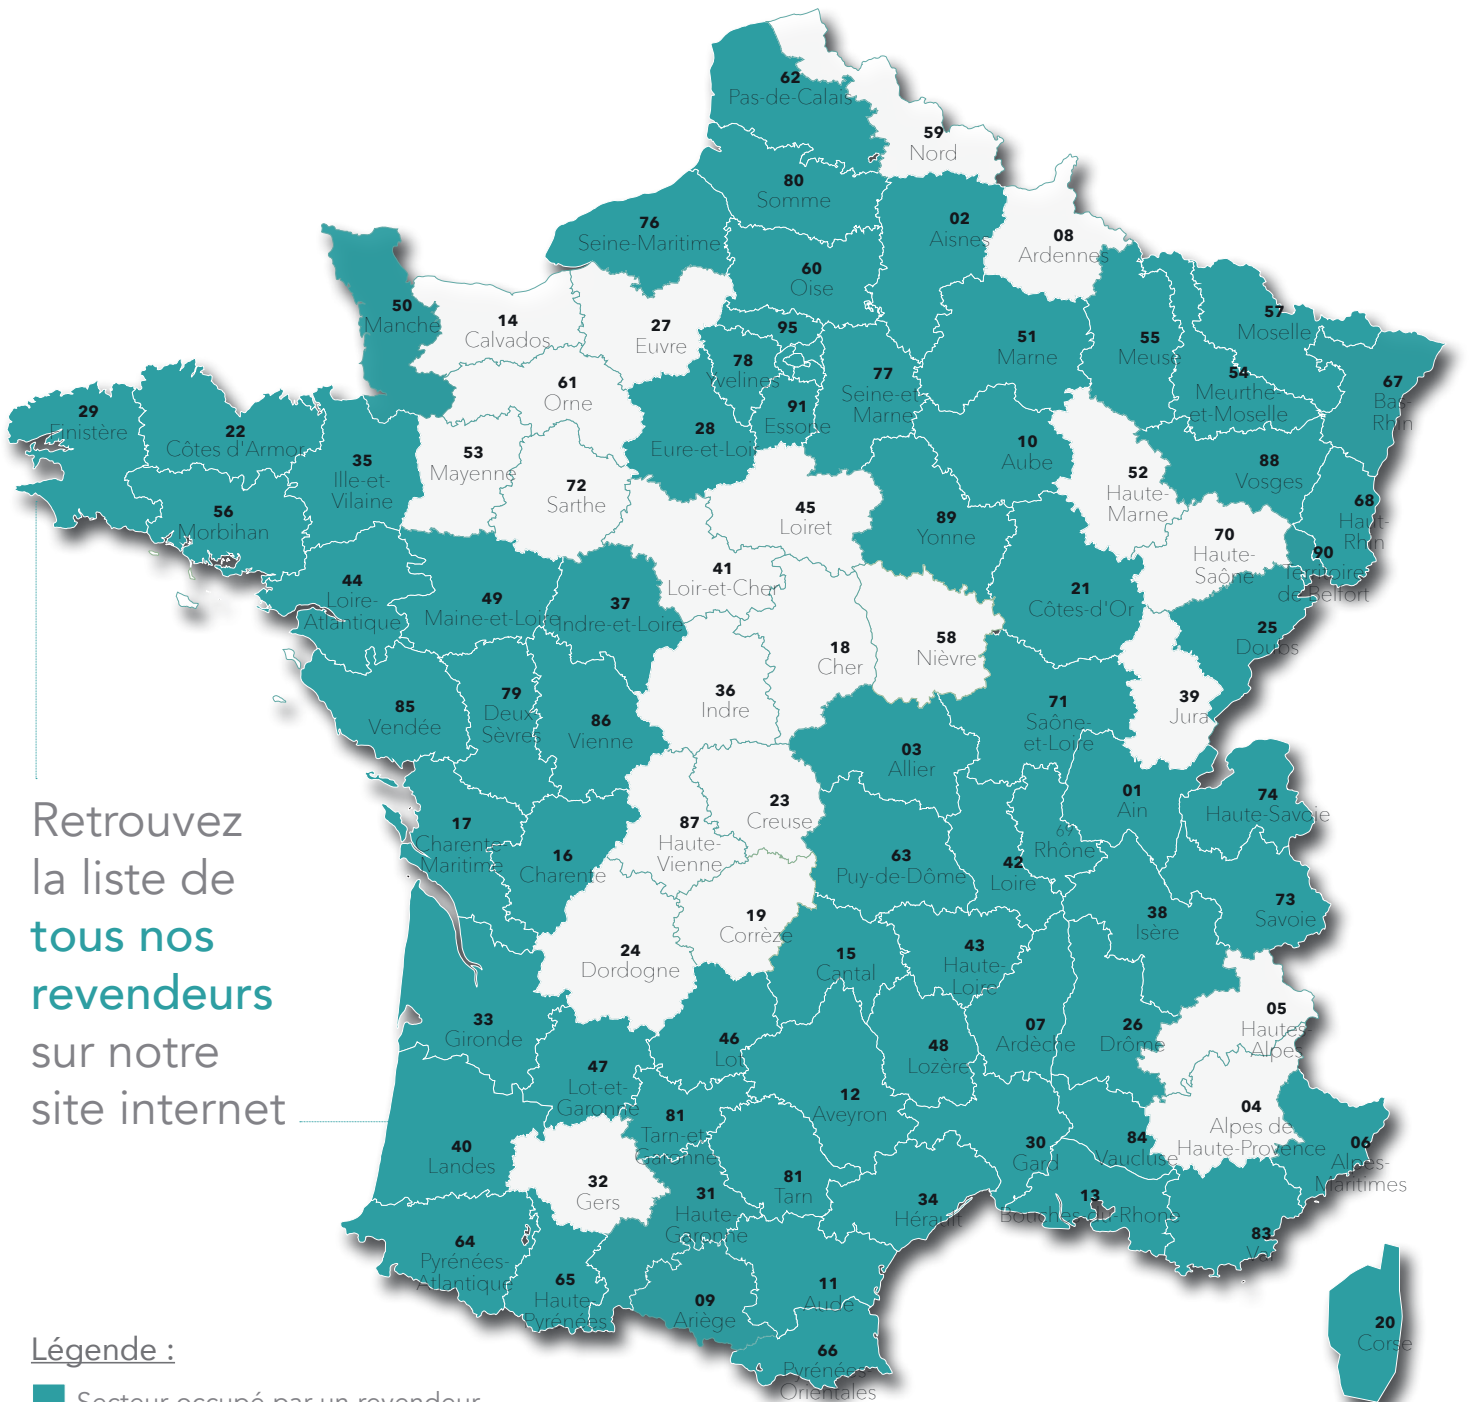 62
Pas-de-Calais
59
Nord
80
Somme
02
Aisnes
08
Ardennes
76
Seine-Maritime
60
Oise
50
Manche
14
Calvados
27
Euvre
95
78
Yvelines
77
Seine-et
Marne
51
Marne
55
Meuse
57
Moselle
54
Meurthe-
et-Moselle
67
Bas-
Rhin
61
Orne
91
Essone
28
Eure-et-Loir
29
Finistère
22
Côtes d'Armor
35
Ille-et-
Vilaine
53
Mayenne
72
Sarthe
10
Aube
52
Haute-
Marne
88
Vosges
68
Haut-
Rhin
56
Morbihan
45
Loiret
89
Yonne
70
Haute-
Saône
90
Territoire
de Belfort
44
Loire-
Atlantique
49
Maine-et-Loire
37
Indre-et-Loire
41
Loir-et-Cher
18
Cher
58
Nièvre
21
Côtes-d'Or
25
Doubs
85
Vendée
79
Deux
Sèvres
86
Vienne
36
Indre
71
Saône-
et-Loire
39
Jura
03
Allier
17
Charente
Maritime
16
Charente
87
Haute-
Vienne
23
Creuse
63
Puy-de-Dôme
42
Loire
69
Rhône
01
Ain
74
Haute-Savoie
24
Dordogne
19
Corrèze
15
Cantal
43
Haute-
Loire
38
Isère
73
Savoie
33
Gironde
47
Lot-et-
Garonne
46
Lot
48
Lozère
07
Ardèche
26
Drôme
05
Hautes-
Alpes
40
Landes
32
Gers
81
Tarn-et-
Garonne
12
Aveyron
81
Tarn
30
Gard
84
Vaucluse
04
Alpes de
Haute-Provence
06
Alpes-
Maritimes
64
Pyrénées-
Atlantique
65
Haute-
Pyrénées
31
Haute-
Garonne
34
Hérault
13
Bouches-du-Rhone
83
Var
09
Ariège
11
Aude
66
Pyrénées-
Orientales
20
Corse
Retrouvez
la liste de
tous nos
revendeurs
sur notre
site internet
Légende :
Secteur occupé par un revendeur